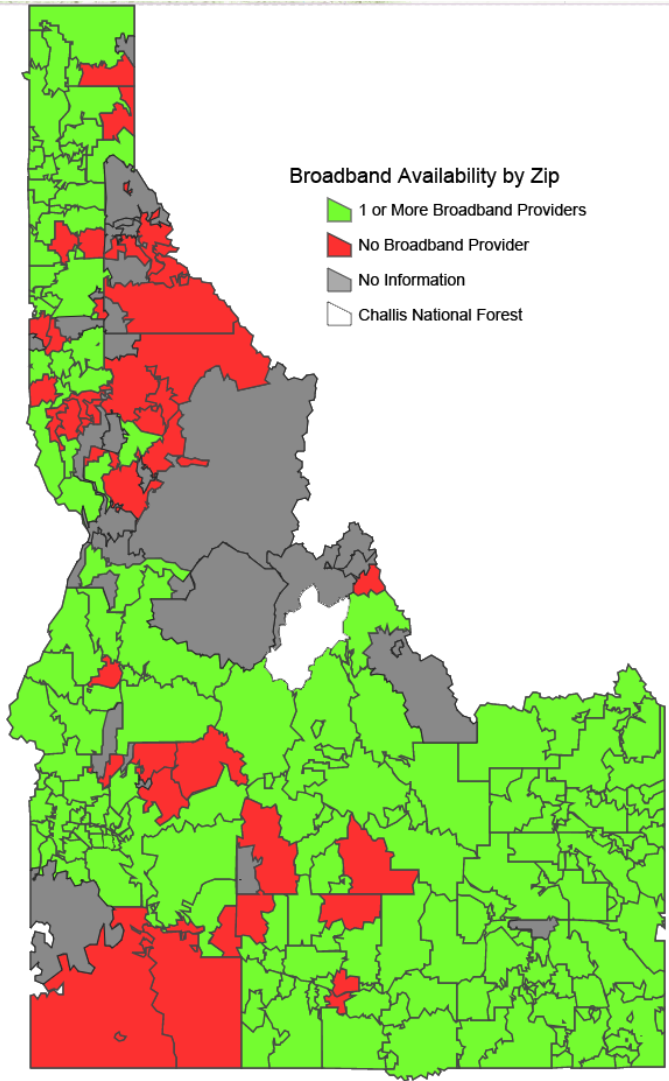 Broadband Availability by Zip
1 or More Broadband Providers
No Broadband Provider
No Information
Challis National Forest